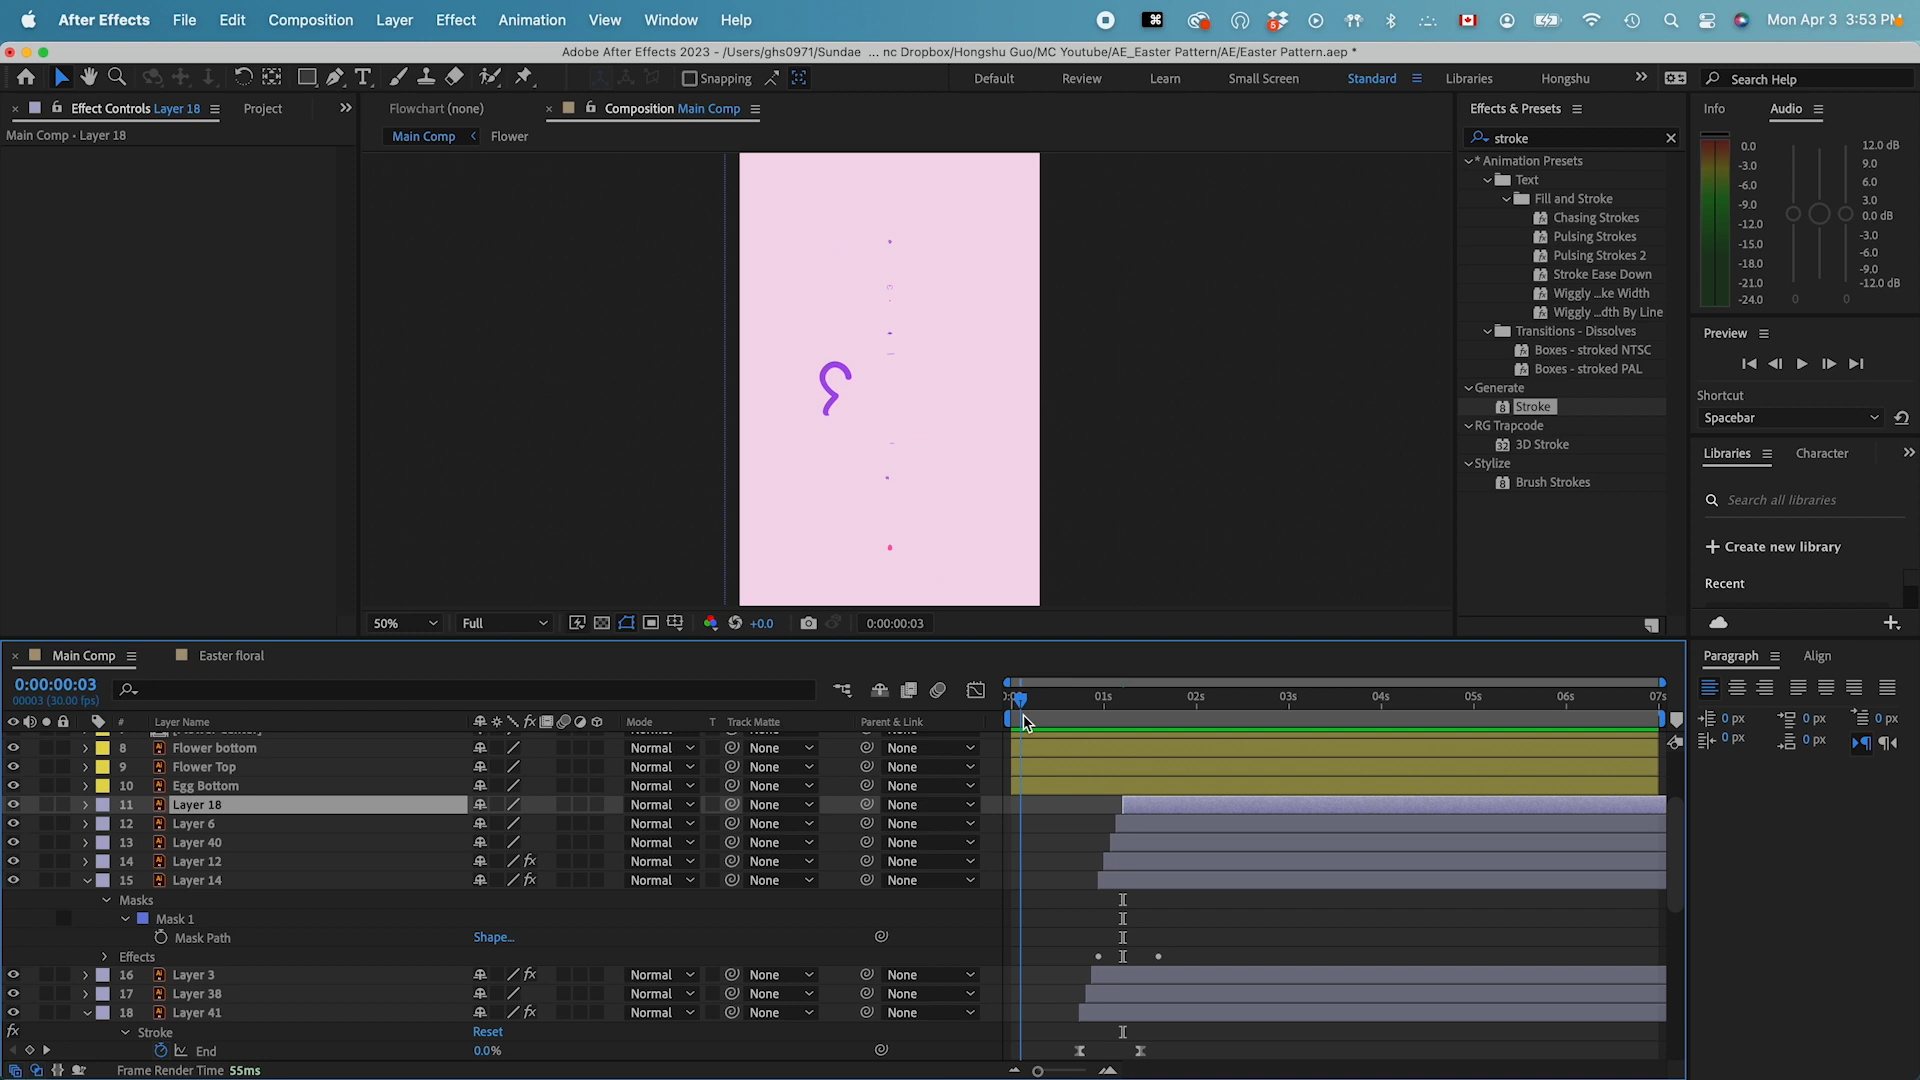 After Effects File Edit Composition Layer Effect Animation View Window Help
5
Mon Apr 3 3:53 PM
Adobe After Effects 2023 - /Users/ghs0971/Sundae ... nc Dropbox/Hongshu Guo/MC Youtube/AE_Easter Pattern/AE/Easter Pattern.aep *
Snapping
Default Review Learn Small Screen Standard Libraries Hongshu
Search Help
Effect Controls Layer 18 Project
Main Comp • Layer 18
Flowchart (none) Composition Main Comp
Main Comp Flower
50% Full +0.0 0:00:00:03
Effects & Presets
stroke
* Animation Presets
Text
Fill and Stroke
Chasing Strokes
Pulsing Strokes
Pulsing Strokes 2
Stroke Ease Down
Wiggly ...ke Width
Wiggly ...dth By Line
Transitions - Dissolves
Boxes - stroked NTSC
Boxes - stroked PAL
Generate
Stroke
RG Trapcode
3D Stroke
Stylize
Brush Strokes
Info Audio
0.0 12.0 dB
-3.0 9.0
-6.0 6.0
-9.0 3.0
-12.0 0.0 dB
-15.0 -3.0
-18.0 -6.0
-21.0 -9.0
-24.0 0 0 -12.0 dB
Preview
Shortcut
Spacebar
Libraries Character
Search all libraries
Create new library
Recent
Main Comp Easter floral
0:00:00:03
00003 (30.00 fps)
01s 02s 03s 04s 05s 06s 07s
# Layer Name Mode T Track Matte Parent & Link
8 Flower bottom Normal None None
9 Flower Top Normal None None
10 Egg Bottom Normal None None
11 Layer 18 Normal None None
12 Layer 6 Normal None None
13 Layer 40 Normal None None
14 Layer 12 fx Normal None None
15 Layer 14 fx Normal None None
Masks
Mask 1
Mask Path Shape...
Effects
16 Layer 3 fx Normal None None
17 Layer 38 Normal None None
18 Layer 41 fx Normal None None
fx Stroke Reset
End 0.0%
Frame Render Time 55ms
Paragraph Align
0 px 0 px 0 px
0 px 0 px